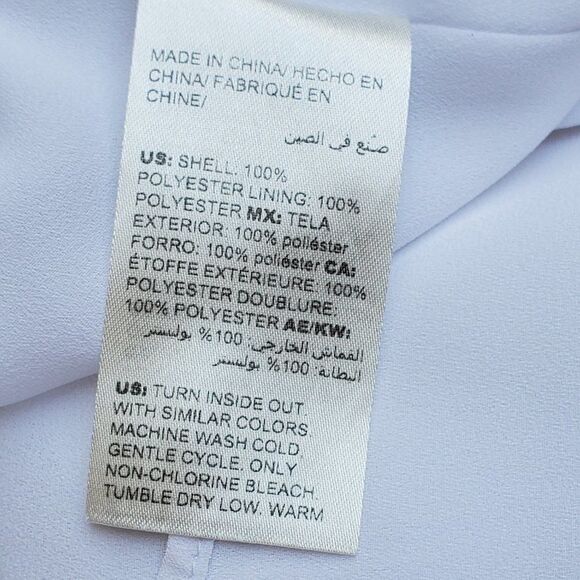 MADE IN CHINA/ HECHO EN
CHINA/ FABRIQUÉ EN
CHINE/
صنّع في الصين
US: SHELL: 100%
POLYESTER LINING: 100%
POLYESTER MX: TELA
EXTERIOR: 100% poliéster
FORRO: 100% poliéster CA:
ÉTOFFE EXTÉRIEURE: 100%
POLYESTER DOUBLURE:
100% POLYESTER AE/KW:
القماش الخارجي: 100% بوليستر
البطانة: 100% بوليستر
US: TURN INSIDE OUT.
WITH SIMILAR COLORS.
MACHINE WASH COLD
GENTLE CYCLE. ONLY
NON-CHLORINE BLEACH.
TUMBLE DRY LOW. WARM